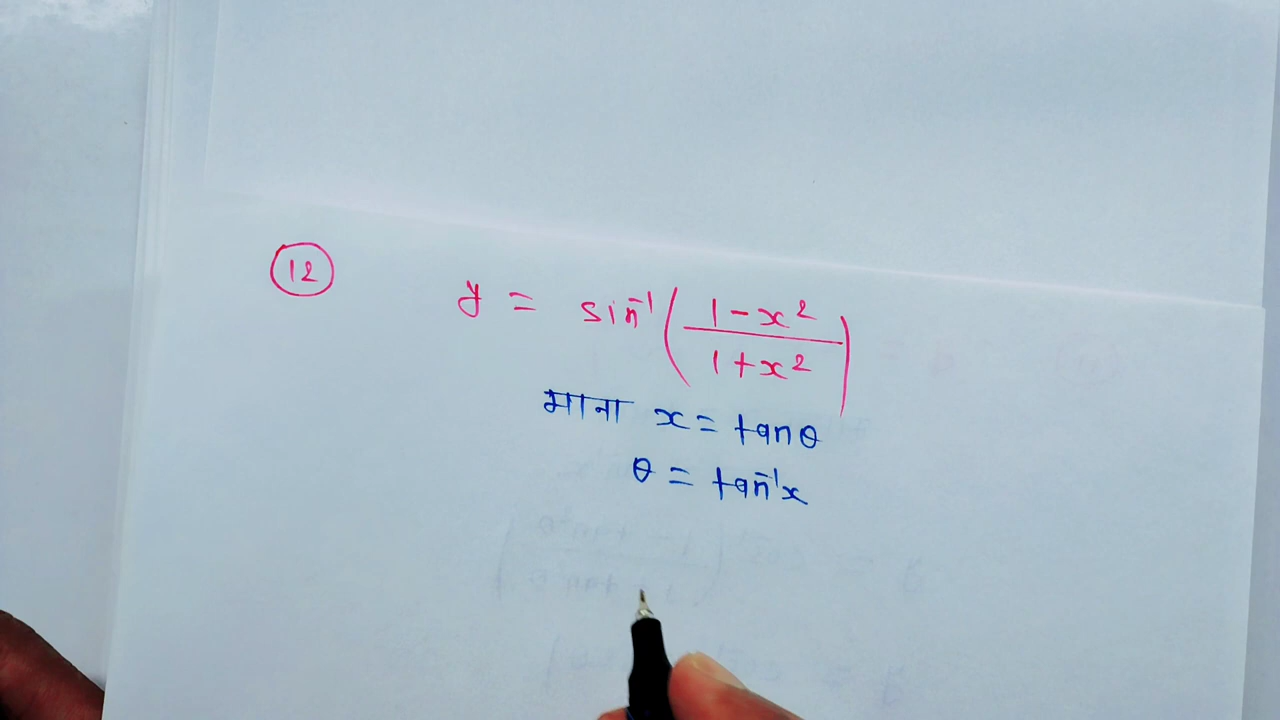 12
y = sin⁻¹(1-x²/1+x²)
माना x = tanθ
θ = tan⁻¹x